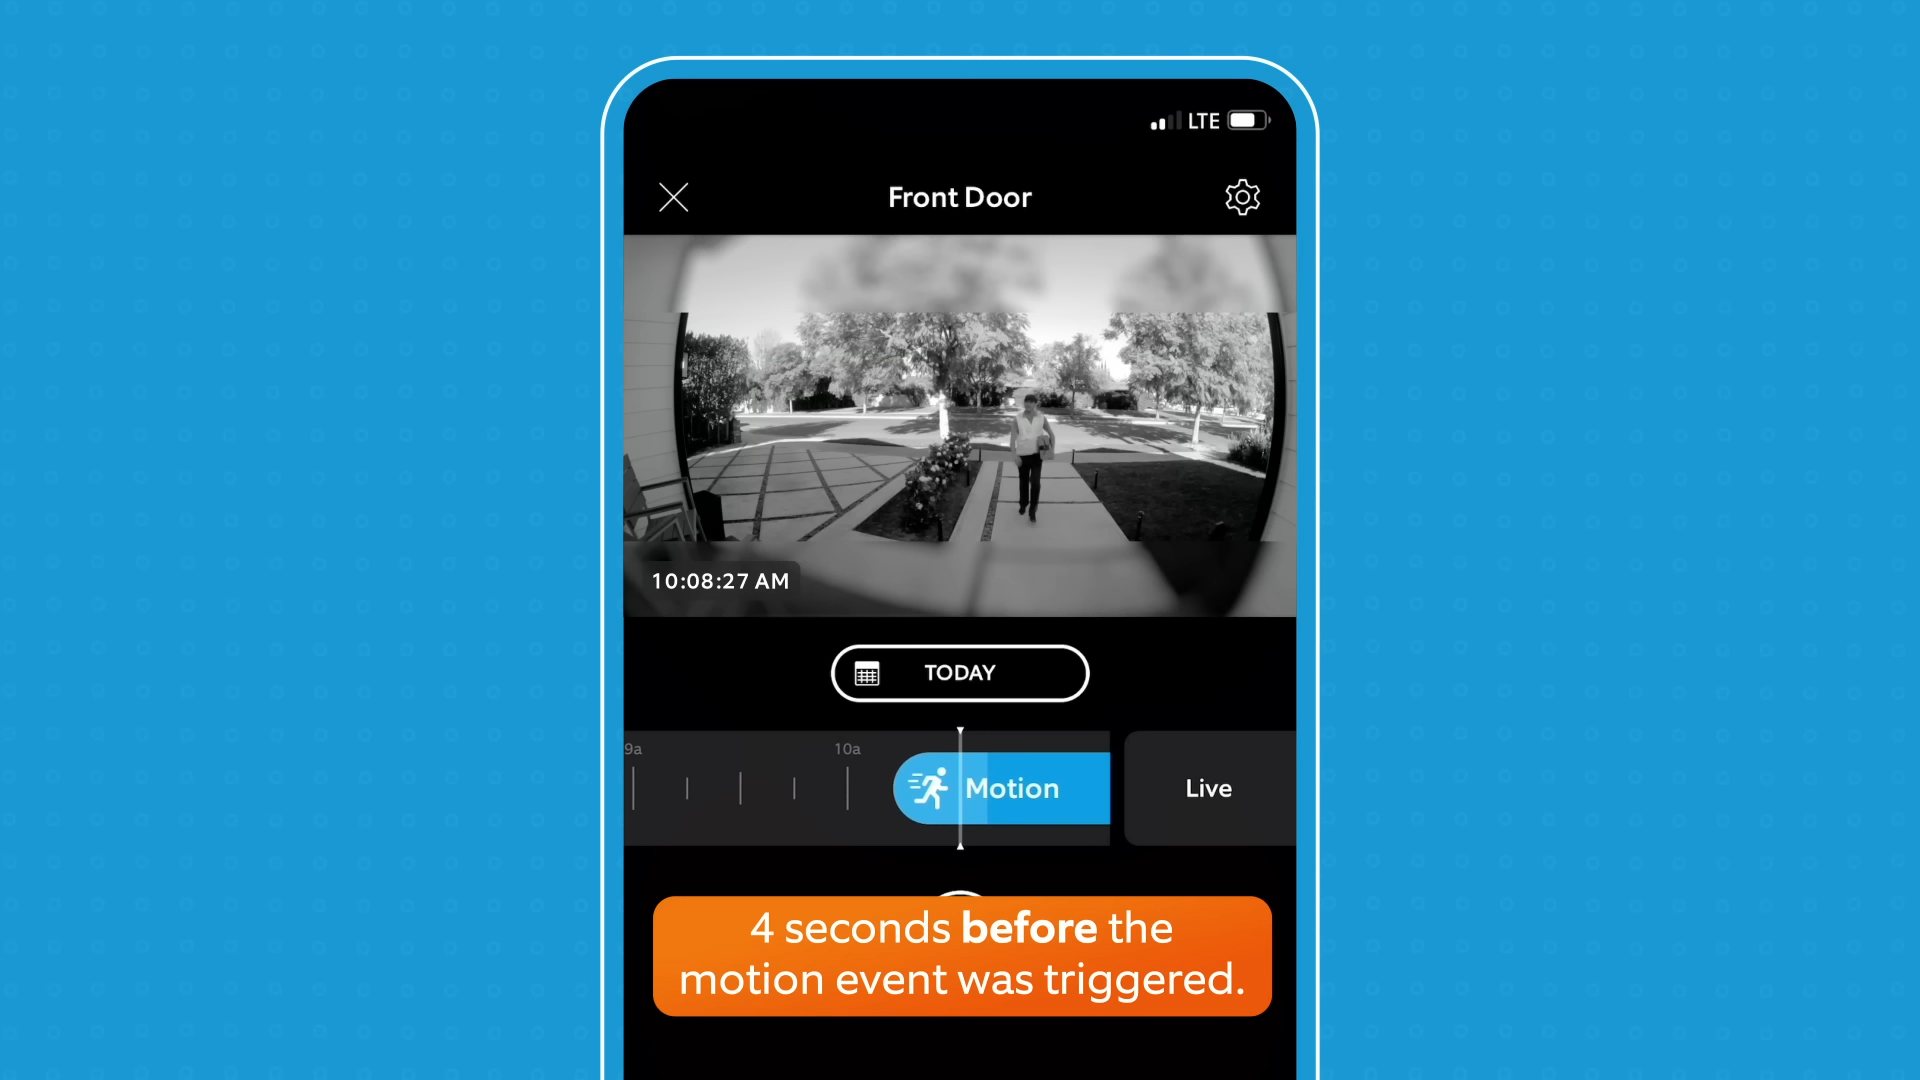 LTE
Front Door
10:08:27 AM
TODAY
9a
10a
Motion
Live
4 seconds before the
motion event was triggered.